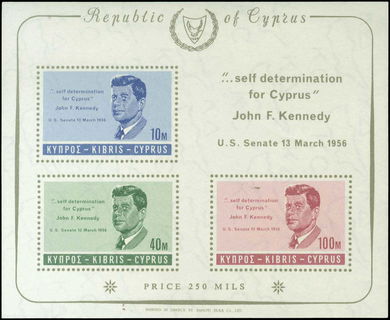 Republic of Cyprus
"...self determination
for Cyprus"
John F. Kennedy
U. S. Senate 13 March 1956
"...self determination
for Cyprus"
John F. Kennedy
U. S. Senate 13 March 1956
10M
ΚΥΠΡΟΣ - KIBRIS - CYPRUS
"...self determination
for Cyprus"
John F. Kennedy
U. S. Senate 13 March 1956
40M
ΚΥΠΡΟΣ - KIBRIS - CYPRUS
"...self determination
for Cyprus"
John F. Kennedy
U. S. Senate 13 March 1956
100M
ΚΥΠΡΟΣ - KIBRIS - CYPRUS
PRICE 250 MILS